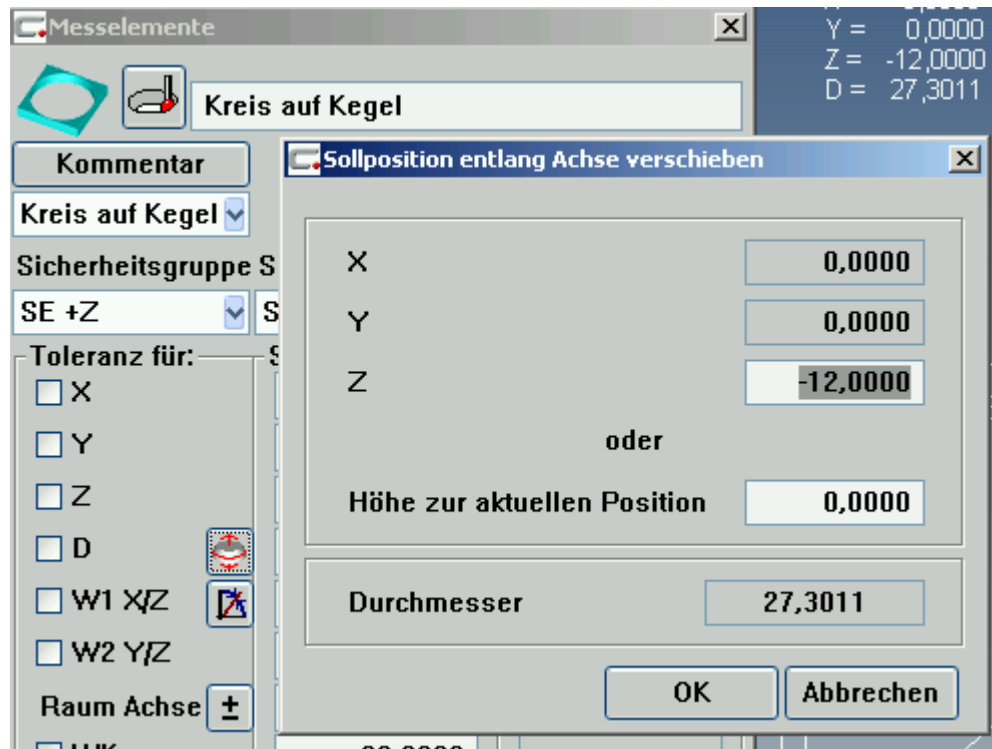 Messelemente
Y = 0,0000
Z = -12,0000
D = 27,3011
Kreis auf Kegel
Kommentar
Kreis auf Kegel
Sicherheitsgruppe S
SE +Z
S
Toleranz für:
S
X
Y
Z
D
W1 X/Z
W2 Y/Z
Raum Achse
±
Sollposition entlang Achse verschieben
X 0,0000
Y 0,0000
Z -12,0000
oder
Höhe zur aktuellen Position 0,0000
Durchmesser 27,3011
OK Abbrechen